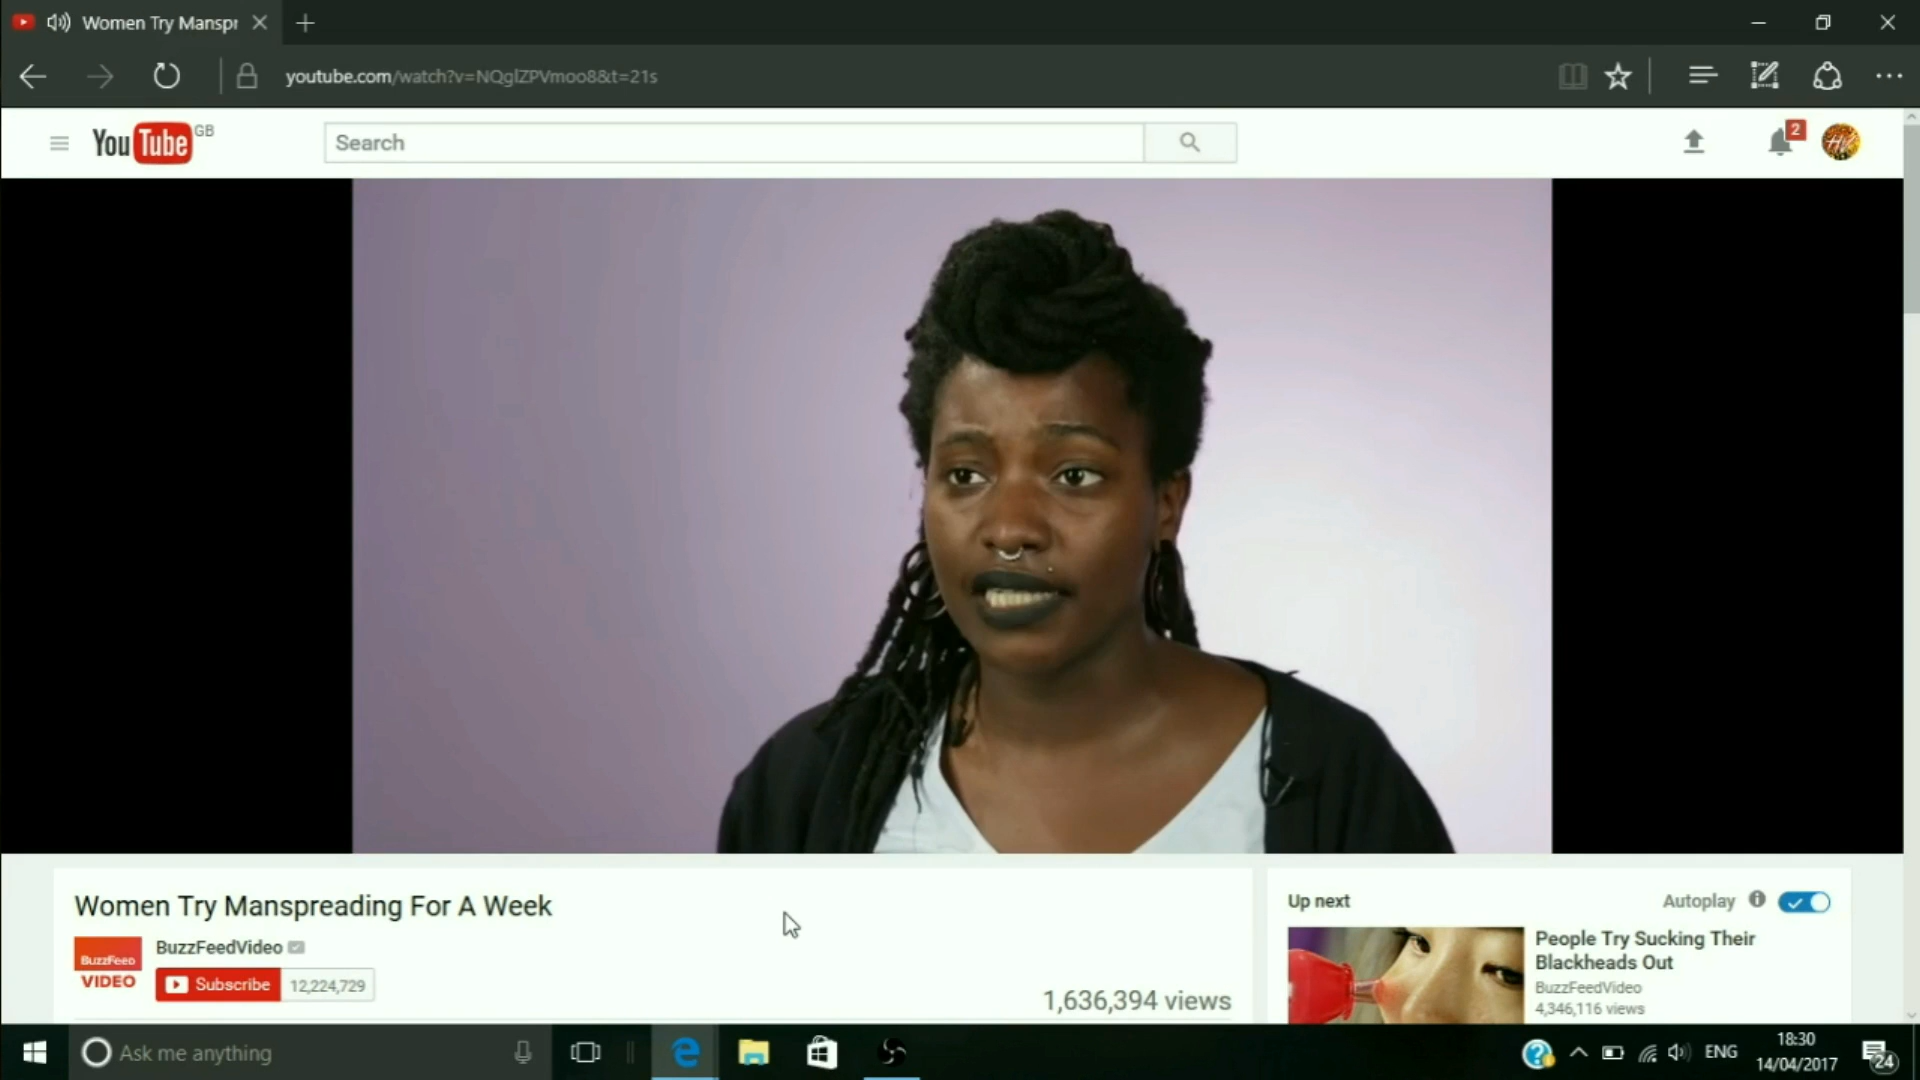 Women Try Manspr
youtube.com/watch?v=NQglZPVmoo8&t=21s
YouTube GB
Search
2
Women Try Manspreading For A Week
BuzzFeed
VIDEO
BuzzFeedVideo
Subscribe 12,224,729
1,636,394 views
Up next
Autoplay
People Try Sucking Their
Blackheads Out
BuzzFeedVideo
4,346,116 views
Ask me anything
ENG
18:30
14/04/2017
24